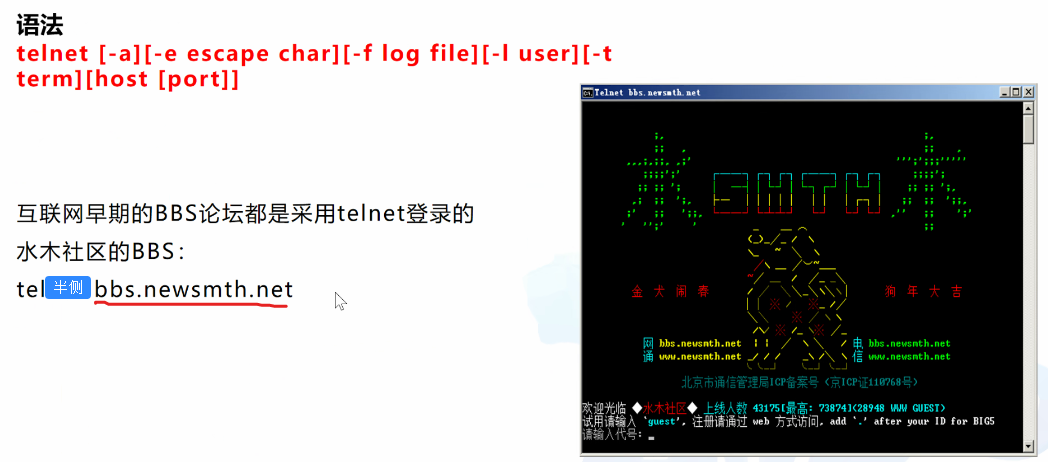 语法
telnet [-a][-e escape char][-f log file][-l user][-t
term][host [port]]
互联网早期的BBS论坛都是采用telnet登录的
水木社区的BBS：
tel 半侧 bbs.newsmth.net
Telnet bbs.newsmth.net
水 SMTH 木
金 犬 闹 春
狗 年 大 吉
网 bbs.newsmth.net 电 bbs.newsmth.net
通 www.newsmth.net 信 www.newsmth.net
北京市通信管理局ICP备案号 (京ICP证110768号)
欢迎光临 ◆水木社区◆ 上线人数 43175[最高: 73874](28948 WWW GUEST)
试用请输入 `guest', 注册请通过 web 方式访问, add `.' after your ID for BIG5
请输入代号: